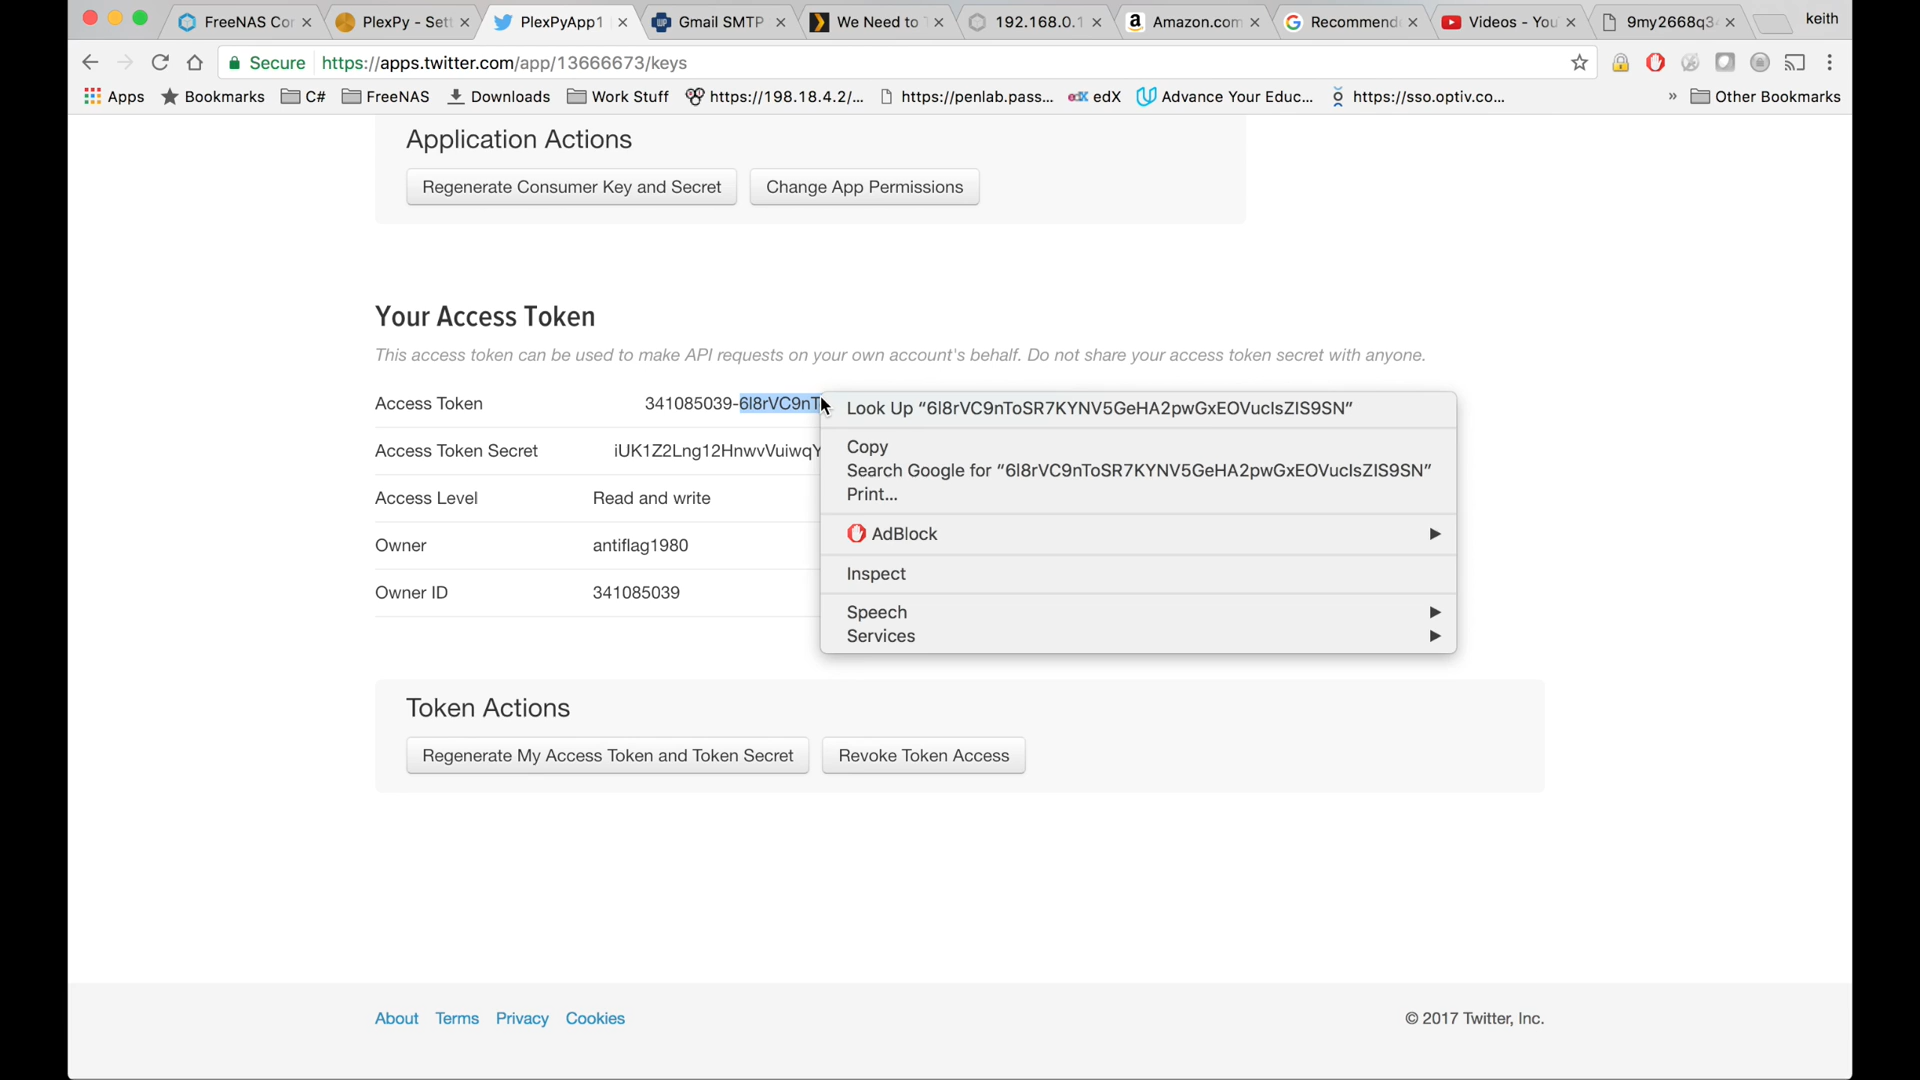 FreeNAS Co
PlexPy - Sett
PlexPyApp1
Gmail SMTP
We Need to
192.168.0.1
Amazon.com
Recommend
Videos - You
9my2668q3
keith
Secure
https://apps.twitter.com/app/13666673/keys
Apps
Bookmarks
C#
FreeNAS
Downloads
Work Stuff
https://198.18.4.2/...
https://penlab.pass...
edX
Advance Your Educ...
https://sso.optiv.co...
» Other Bookmarks
Application Actions
Regenerate Consumer Key and Secret
Change App Permissions
Your Access Token
This access token can be used to make API requests on your own account's behalf. Do not share your access token secret with anyone.
Access Token 341085039-6l8rVC9nT
Access Token Secret iUK1Z2Lng12HnwvVuiwqY
Access Level Read and write
Owner antiflag1980
Owner ID 341085039
Look Up “6l8rVC9nToSR7KYNV5GeHA2pwGxEOVucIsZIS9SN”
Copy
Search Google for “6l8rVC9nToSR7KYNV5GeHA2pwGxEOVucIsZIS9SN”
Print...
AdBlock
Inspect
Speech
Services
Token Actions
Regenerate My Access Token and Token Secret
Revoke Token Access
About
Terms
Privacy
Cookies
© 2017 Twitter, Inc.